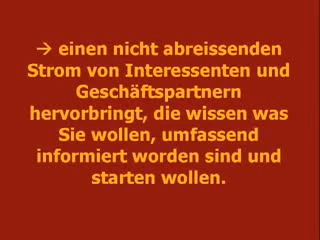 → einen nicht abreissenden
Strom von Interessenten und
Geschäftspartnern
hervorbringt, die wissen was
Sie wollen, umfassend
informiert worden sind und
starten wollen.